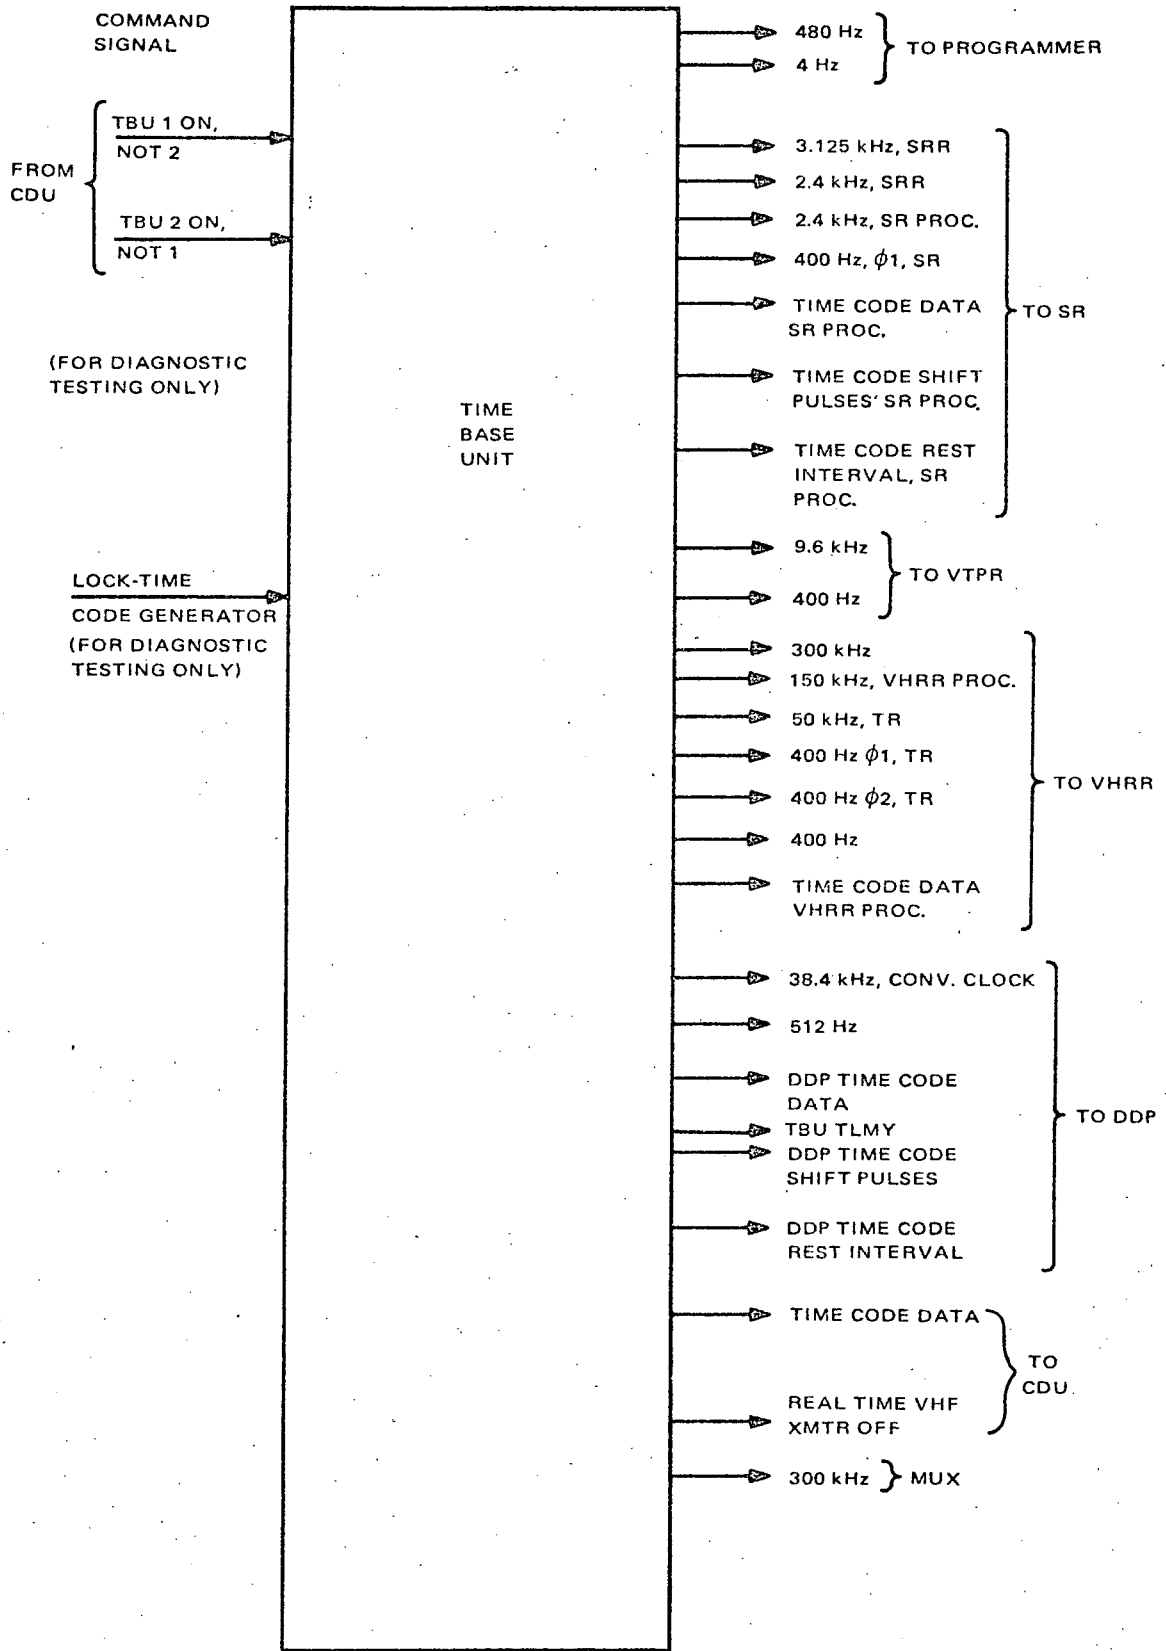 COMMAND
SIGNAL
FROM
CDU
TBU 1 ON,
NOT 2
TBU 2 ON,
NOT 1
(FOR DIAGNOSTIC
TESTING ONLY)
LOCK-TIME
CODE GENERATOR
(FOR DIAGNOSTIC
TESTING ONLY)
TIME
BASE
UNIT
480 Hz
4 Hz
TO PROGRAMMER
3.125 kHz, SRR
2.4 kHz, SRR
2.4 kHz, SR PROC.
400 Hz, ϕ1, SR
TIME CODE DATA
SR PROC.
TIME CODE SHIFT
PULSES' SR PROC.
TIME CODE REST
INTERVAL, SR
PROC.
TO SR
9.6 kHz
400 Hz
TO VTPR
300 kHz
150 kHz, VHRR PROC.
50 kHz, TR
400 Hz ϕ1, TR
400 Hz ϕ2, TR
400 Hz
TIME CODE DATA
VHRR PROC.
TO VHRR
38.4 kHz, CONV. CLOCK
512 Hz
DDP TIME CODE
DATA
TBU TLMY
DDP TIME CODE
SHIFT PULSES
DDP TIME CODE
REST INTERVAL
TO DDP
TIME CODE DATA
REAL TIME VHF
XMTR OFF
TO
CDU
300 kHz
MUX